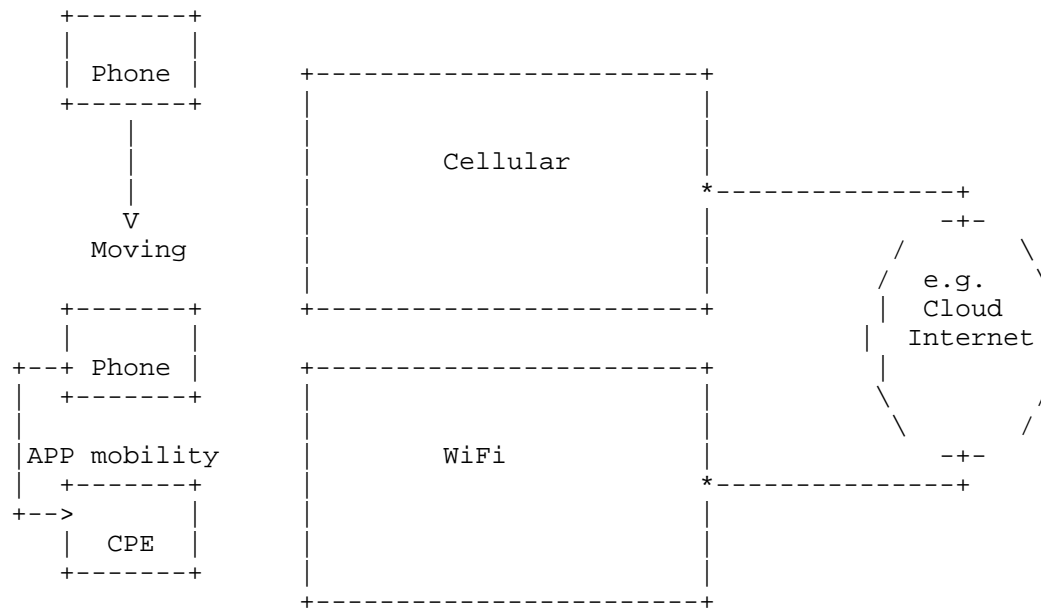 Phone
Cellular
V
Moving
e.g.
Cloud
Internet
Phone
APP mobility
WiFi
CPE